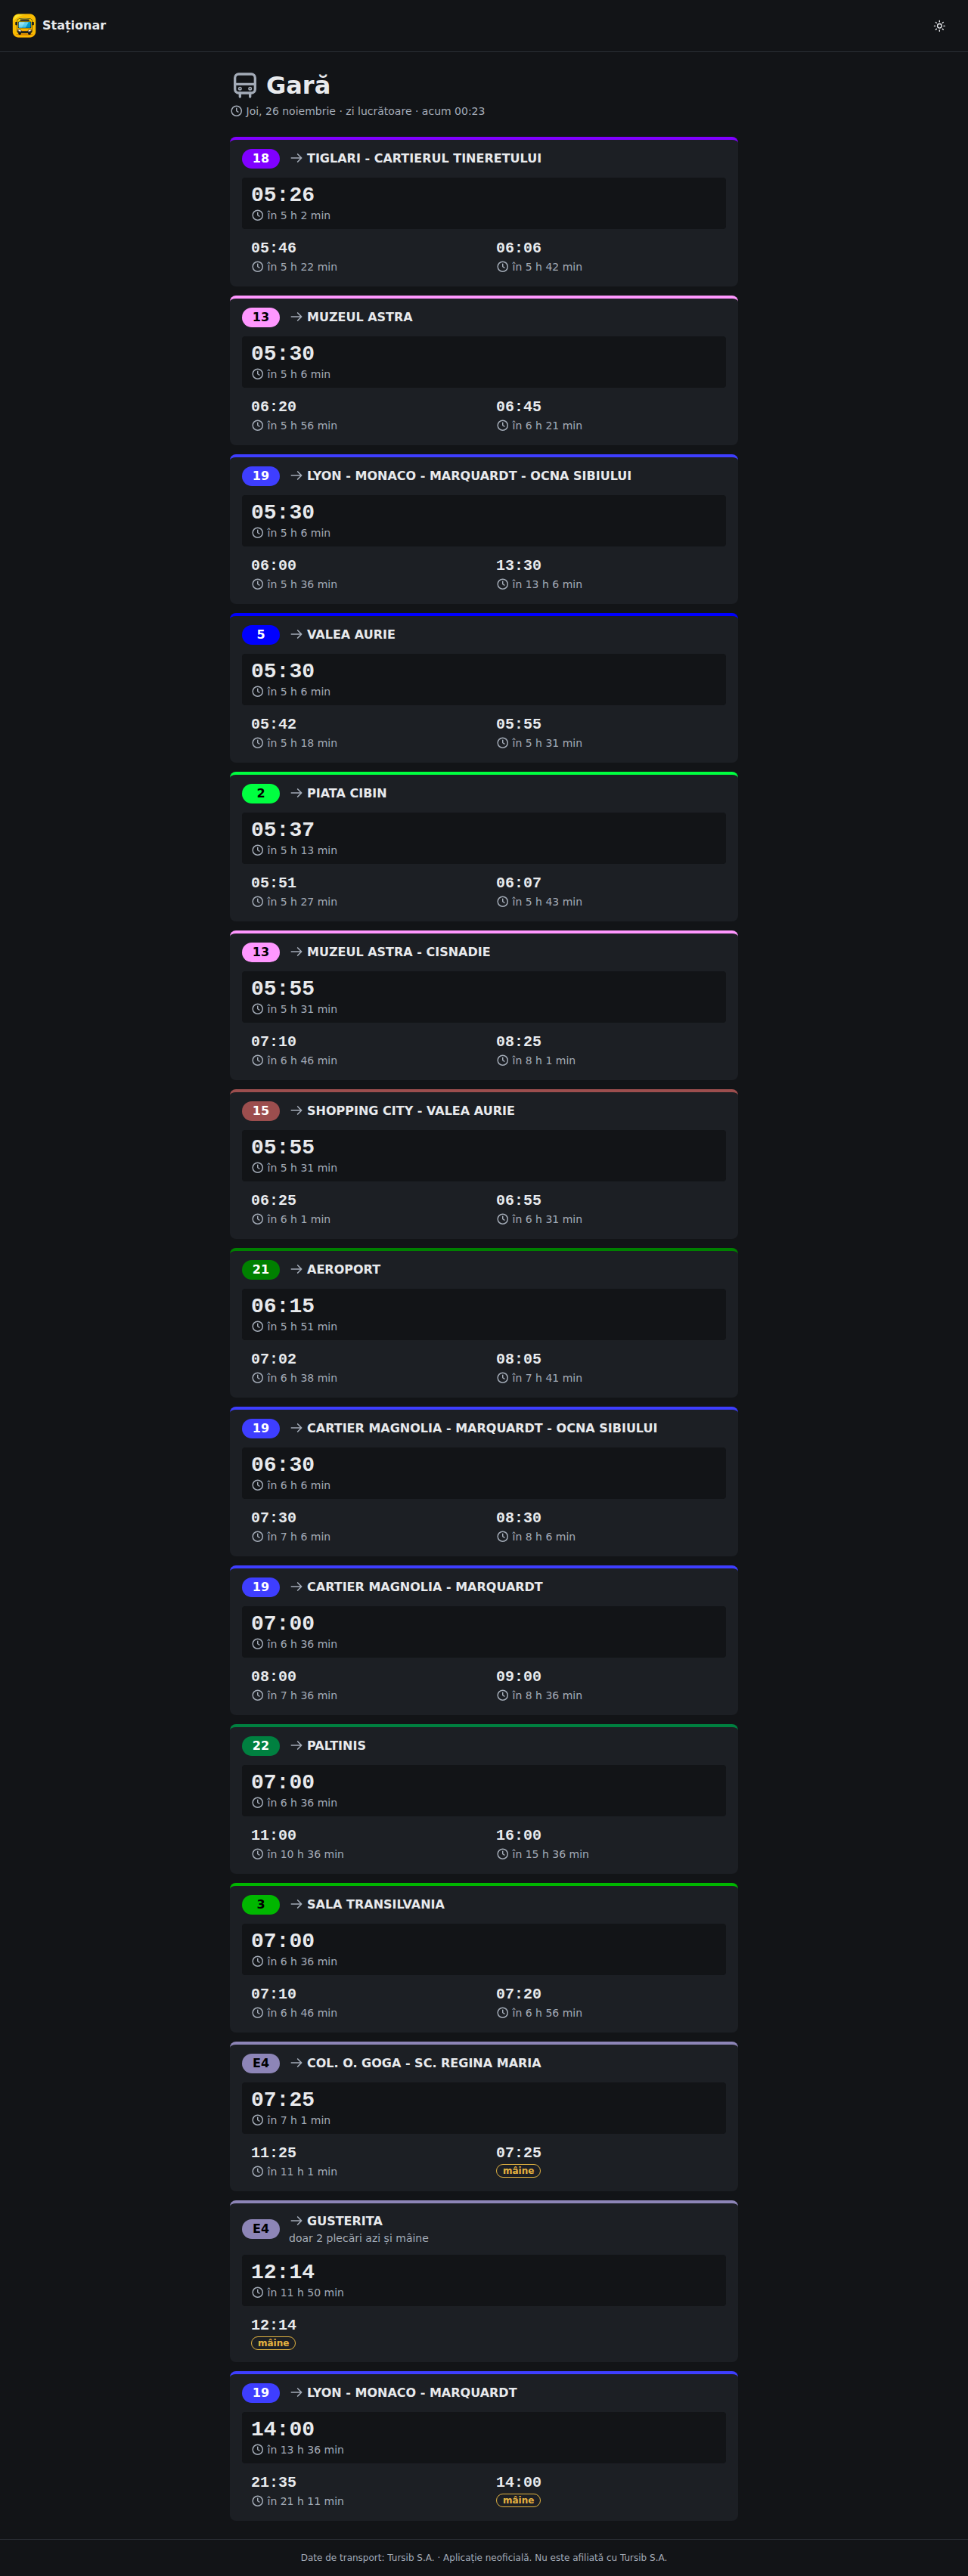 Staționar
Gară
Joi, 26 noiembrie · zi lucrătoare · acum 00:23
18 → TIGLARI - CARTIERUL TINERETULUI
05:26
în 5 h 2 min
05:46 06:06
în 5 h 22 min în 5 h 42 min
13 → MUZEUL ASTRA
05:30
în 5 h 6 min
06:20 06:45
în 5 h 56 min în 6 h 21 min
19 → LYON - MONACO - MARQUARDT - OCNA SIBIULUI
05:30
în 5 h 6 min
06:00 13:30
în 5 h 36 min în 13 h 6 min
5 → VALEA AURIE
05:30
în 5 h 6 min
05:42 05:55
în 5 h 18 min în 5 h 31 min
2 → PIATA CIBIN
05:37
în 5 h 13 min
05:51 06:07
în 5 h 27 min în 5 h 43 min
13 → MUZEUL ASTRA - CISNADIE
05:55
în 5 h 31 min
07:10 08:25
în 6 h 46 min în 8 h 1 min
15 → SHOPPING CITY - VALEA AURIE
05:55
în 5 h 31 min
06:25 06:55
în 6 h 1 min în 6 h 31 min
21 → AEROPORT
06:15
în 5 h 51 min
07:02 08:05
în 6 h 38 min în 7 h 41 min
19 → CARTIER MAGNOLIA - MARQUARDT - OCNA SIBIULUI
06:30
în 6 h 6 min
07:30 08:30
în 7 h 6 min în 8 h 6 min
19 → CARTIER MAGNOLIA - MARQUARDT
07:00
în 6 h 36 min
08:00 09:00
în 7 h 36 min în 8 h 36 min
22 → PALTINIS
07:00
în 6 h 36 min
11:00 16:00
în 10 h 36 min în 15 h 36 min
3 → SALA TRANSILVANIA
07:00
în 6 h 36 min
07:10 07:20
în 6 h 46 min în 6 h 56 min
E4 → COL. O. GOGA - SC. REGINA MARIA
07:25
în 7 h 1 min
11:25 07:25
în 11 h 1 min mâine
E4 → GUSTERITA
doar 2 plecări azi și mâine
12:14
în 11 h 50 min
12:14
mâine
19 → LYON - MONACO - MARQUARDT
14:00
în 13 h 36 min
21:35 14:00
în 21 h 11 min mâine
Date de transport: Tursib S.A. · Aplicație neoficială. Nu este afiliată cu Tursib S.A.